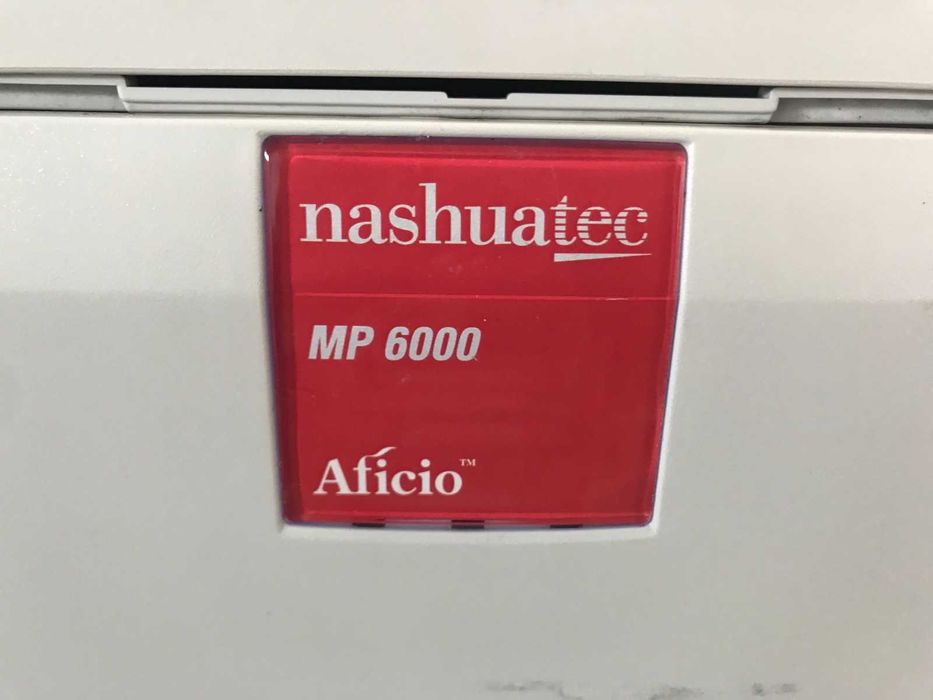 nashuatec
MP 6000
Aficio™